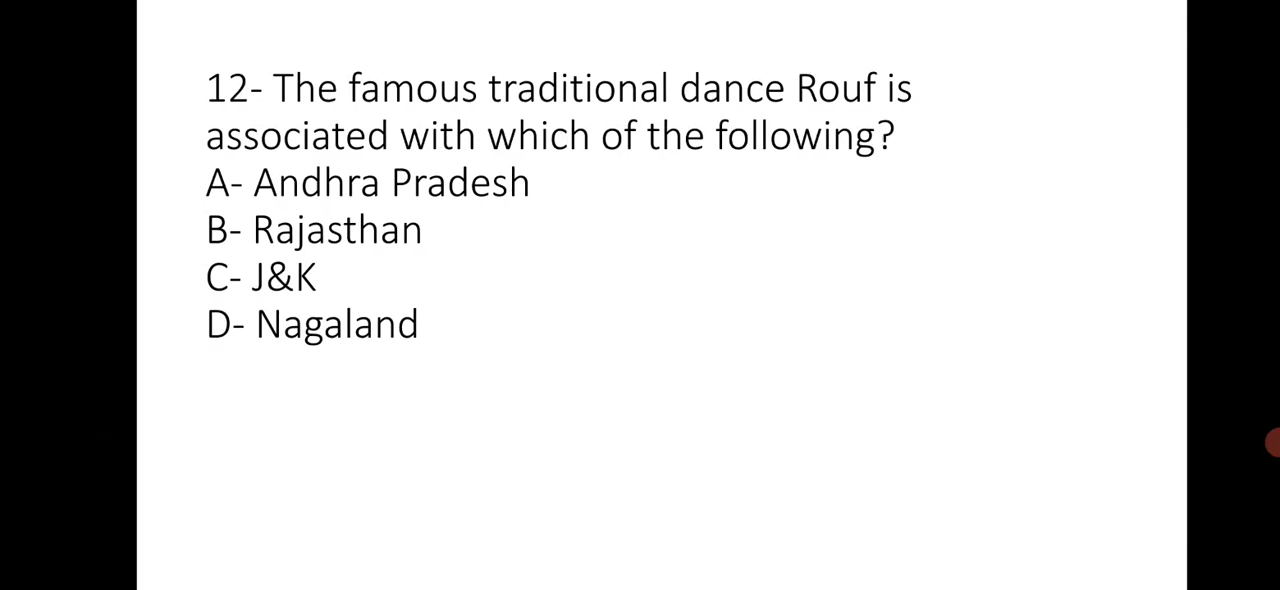 12- The famous traditional dance Rouf is
associated with which of the following?
A- Andhra Pradesh
B- Rajasthan
C- J&K
D- Nagaland